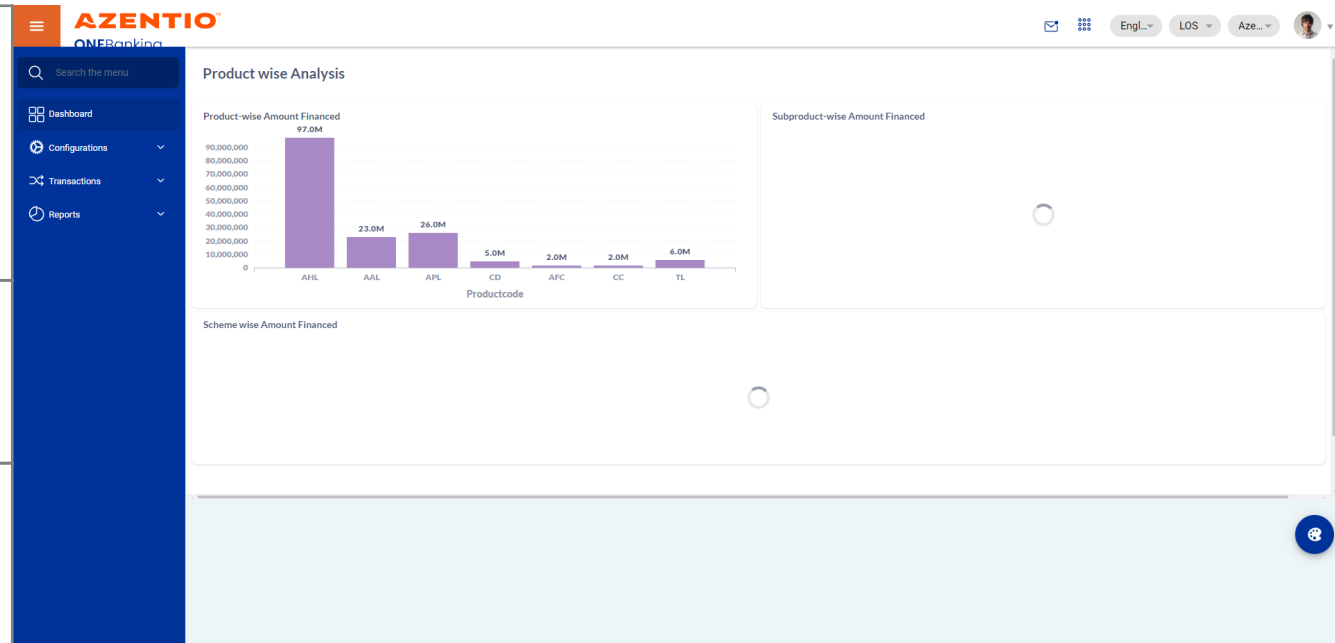 AZENTIO™
ONEBanking
Engl...
LOS
Aze...
Search the menu
Dashboard
Configurations
Transactions
Reports
Product wise Analysis
Product-wise Amount Financed
97.0M
90,000,000
80,000,000
70,000,000
60,000,000
50,000,000
40,000,000
30,000,000
20,000,000
10,000,000
0
23.0M
26.0M
5.0M
2.0M
2.0M
6.0M
AHL AAL APL CD AFC CC TL
Productcode
Subproduct-wise Amount Financed
Scheme wise Amount Financed